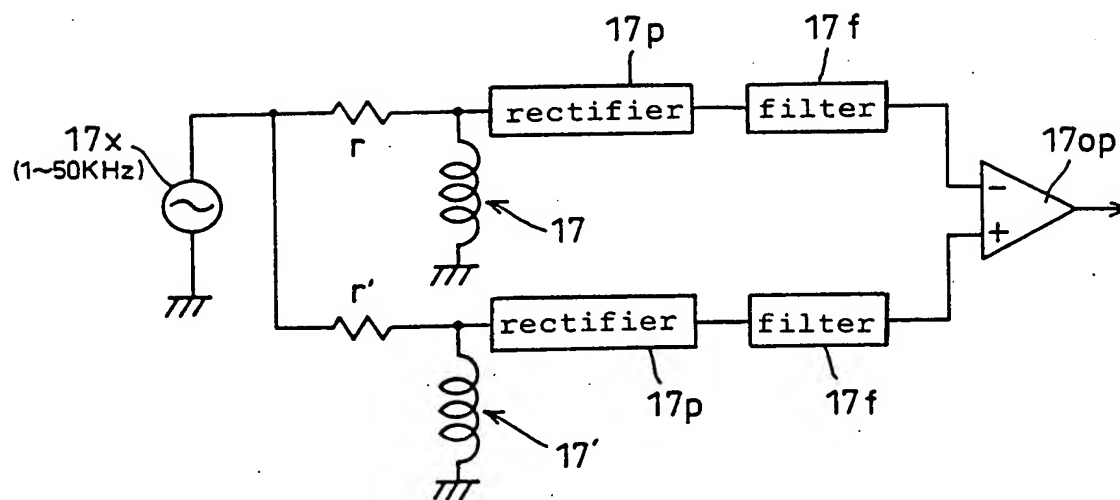 17p
17f
rectifier
filter
17x
(1~50KHz)
r
17op
−
+
17
r'
rectifier
filter
17p
17f
17'